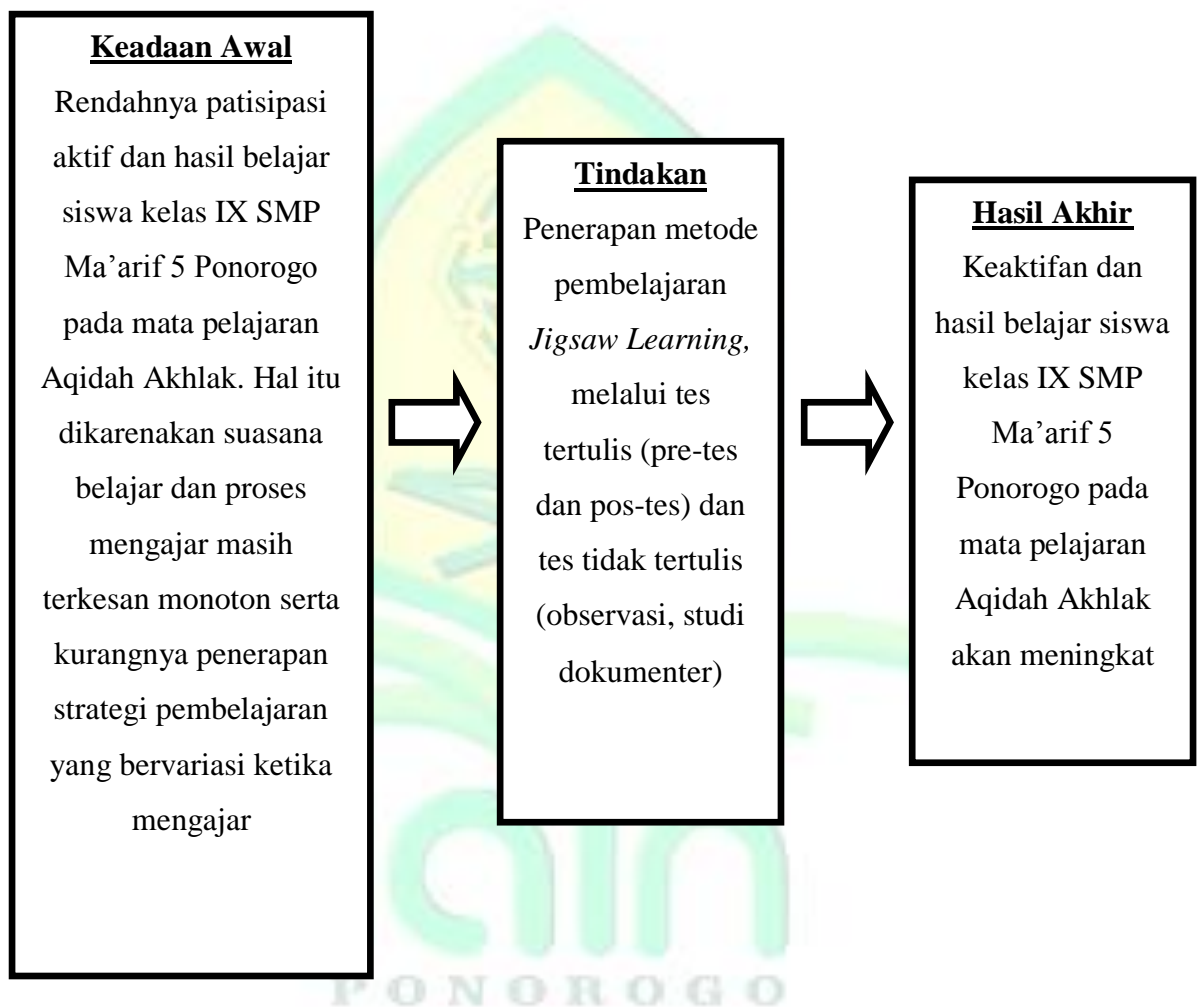 Keadaan Awal
Rendahnya patisipasi
aktif dan hasil belajar
siswa kelas IX SMP
Ma’arif 5 Ponorogo
pada mata pelajaran
Aqidah Akhlak. Hal itu
dikarenakan suasana
belajar dan proses
mengajar masih
terkesan monoton serta
kurangnya penerapan
strategi pembelajaran
yang bervariasi ketika
mengajar
Tindakan
Penerapan metode
pembelajaran
Jigsaw Learning,
melalui tes
tertulis (pre-tes
dan pos-tes) dan
tes tidak tertulis
(observasi, studi
dokumenter)
Hasil Akhir
Keaktifan dan
hasil belajar siswa
kelas IX SMP
Ma’arif 5
Ponorogo pada
mata pelajaran
Aqidah Akhlak
akan meningkat
ain
PONOROGO